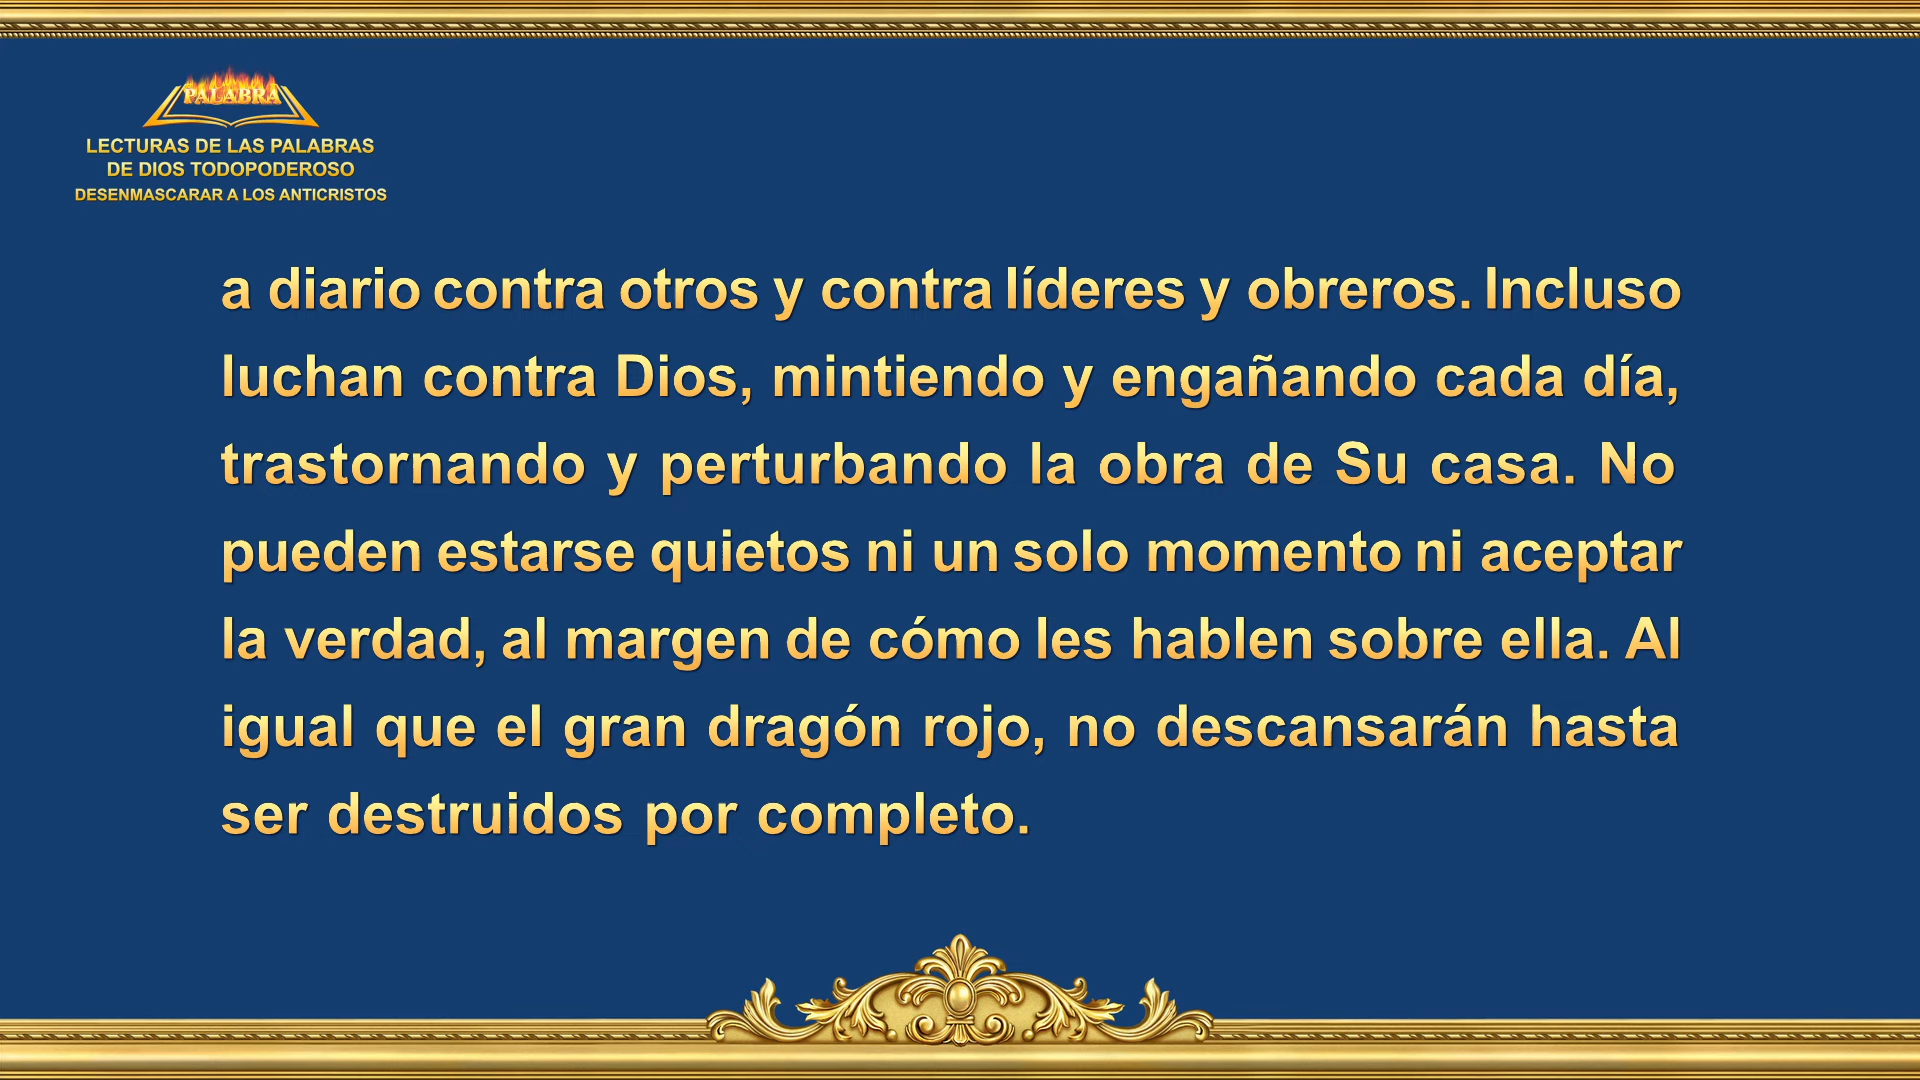 PALABRA
LECTURAS DE LAS PALABRAS
DE DIOS TODOPODEROSO
DESENMASCARAR A LOS ANTICRISTOS
a diario contra otros y contra líderes y obreros. Incluso
luchan contra Dios, mintiendo y engañando cada día,
trastornando y perturbando la obra de Su casa. No
pueden estarse quietos ni un solo momento ni aceptar
la verdad, al margen de cómo les hablen sobre ella. Al
igual que el gran dragón rojo, no descansarán hasta
ser destruidos por completo.